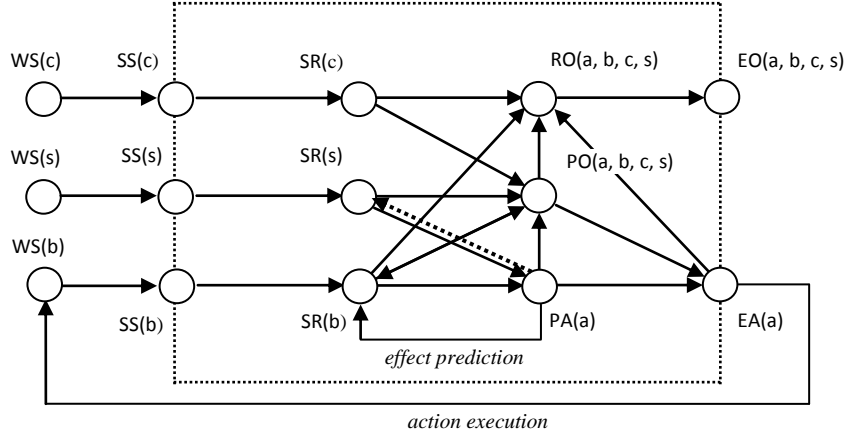 WS(c)
SS(c)
SR(c)
RO(a, b, c, s)
EO(a, b, c, s)
WS(s)
SS(s)
SR(s)
PO(a, b, c, s)
WS(b)
SS(b)
SR(b)
PA(a)
EA(a)
effect prediction
action execution